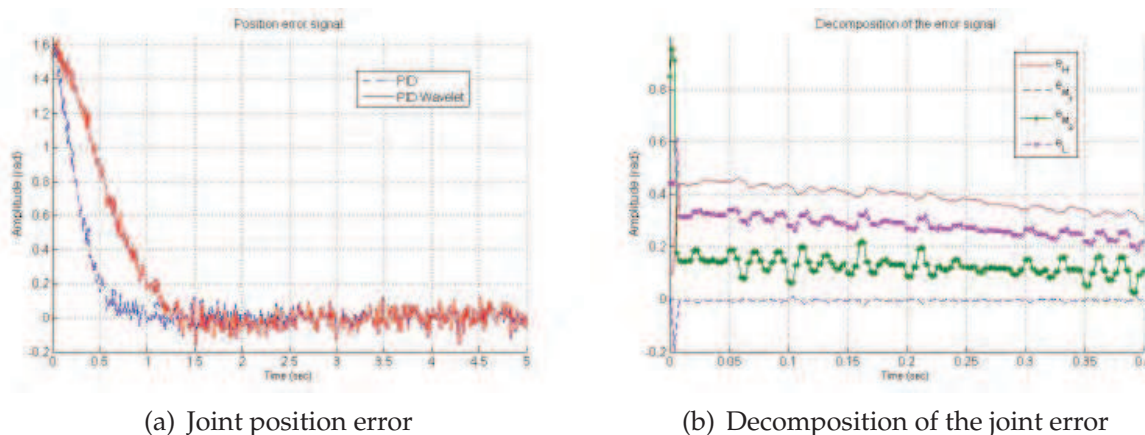 Position error signal
1.6
1.4
1.2
1
0.8
0.6
0.4
0.2
0
-0.2
0 0.5 1 1.5 2 2.5 3 3.5 4 4.5 5
Amplitude (rad)
Time (sec)
PID
PID Wavelet
(a) Joint position error
Decomposition of the error signal
0.8
0.6
0.4
0.2
0
-0.2
0 0.05 0.1 0.15 0.2 0.25 0.3 0.35
Amplitude (rad)
Time (sec)
e_H
e_L
(b) Decomposition of the joint error